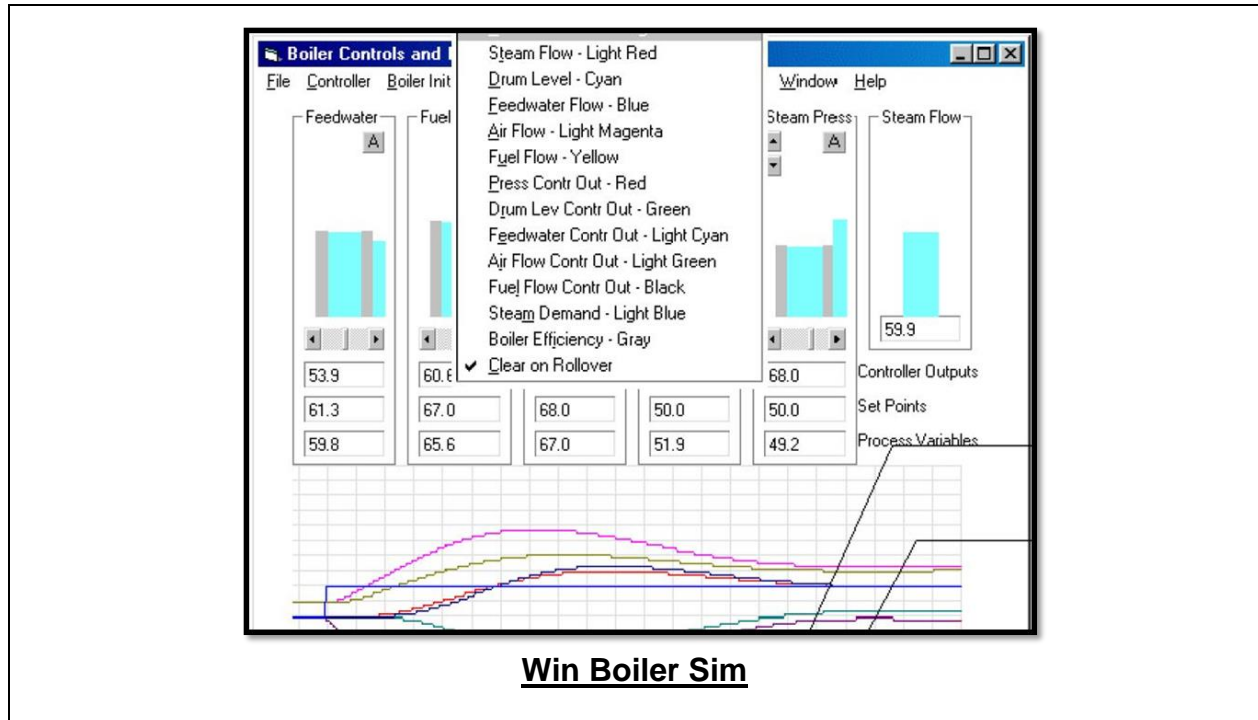 Boiler Controls and
File Controller Boiler Init Window Help
Steam Flow - Light Red
Drum Level - Cyan
Feedwater Flow - Blue
Air Flow - Light Magenta
Fuel Flow - Yellow
Press Contr Out - Red
Drum Lev Contr Out - Green
Feedwater Contr Out - Light Cyan
Air Flow Contr Out - Light Green
Fuel Flow Contr Out - Black
Steam Demand - Light Blue
Boiler Efficiency - Gray
Clear on Rollover
Feedwater Fuel Steam Press Steam Flow
A A
59.9
53.9 60.6 68.0 Controller Outputs
61.3 67.0 68.0 50.0 50.0 Set Points
59.8 65.6 67.0 51.9 49.2 Process Variables
Win Boiler Sim